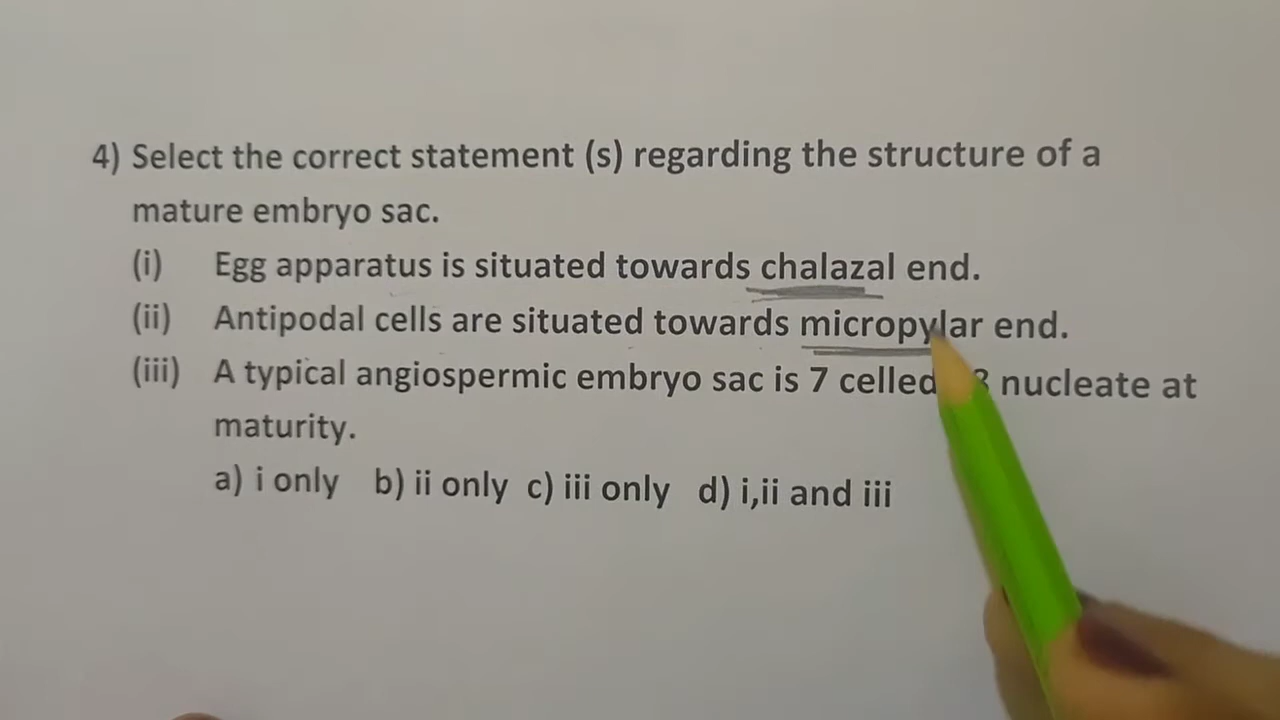 4) Select the correct statement (s) regarding the structure of a
mature embryo sac.
(i) Egg apparatus is situated towards chalazal end.
(ii) Antipodal cells are situated towards micropylar end.
(iii) A typical angiospermic embryo sac is 7 celled nucleate at
maturity.
a) i only b) ii only c) iii only d) i,ii and iii